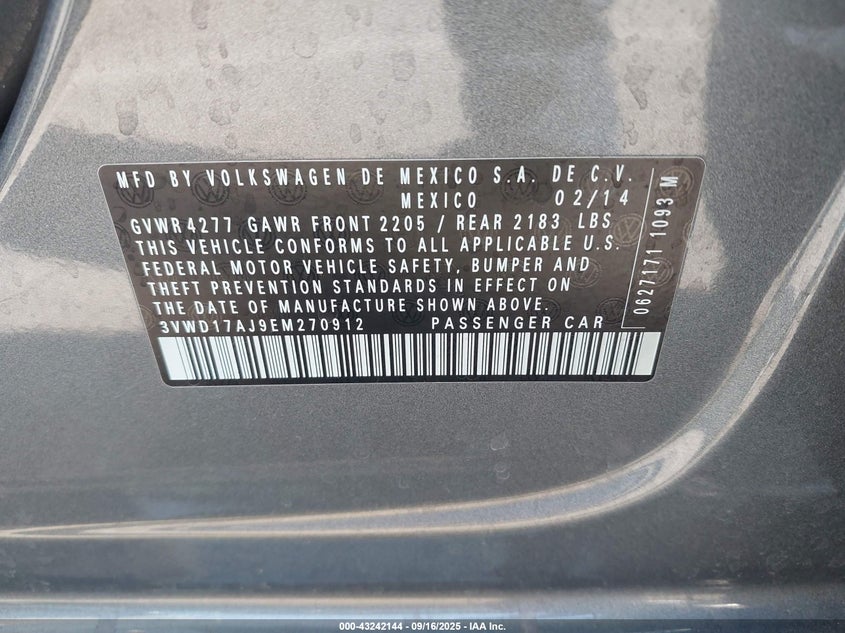 MFD BY VOLKSWAGEN DE MEXICO S.A. DE C.V.
MEXICO 02/14
GVWR4277 GAWR FRONT 2205 / REAR 2183 LBS
THIS VEHICLE CONFORMS TO ALL APPLICABLE U.S.
FEDERAL MOTOR VEHICLE SAFETY, BUMPER AND
THEFT PREVENTION STANDARDS IN EFFECT ON
THE DATE OF MANUFACTURE SHOWN ABOVE.
3VWD17AJ9EM270912 PASSENGER CAR
0627171 1093 M
000-43242144 - 09/16/2025 - IAA Inc.